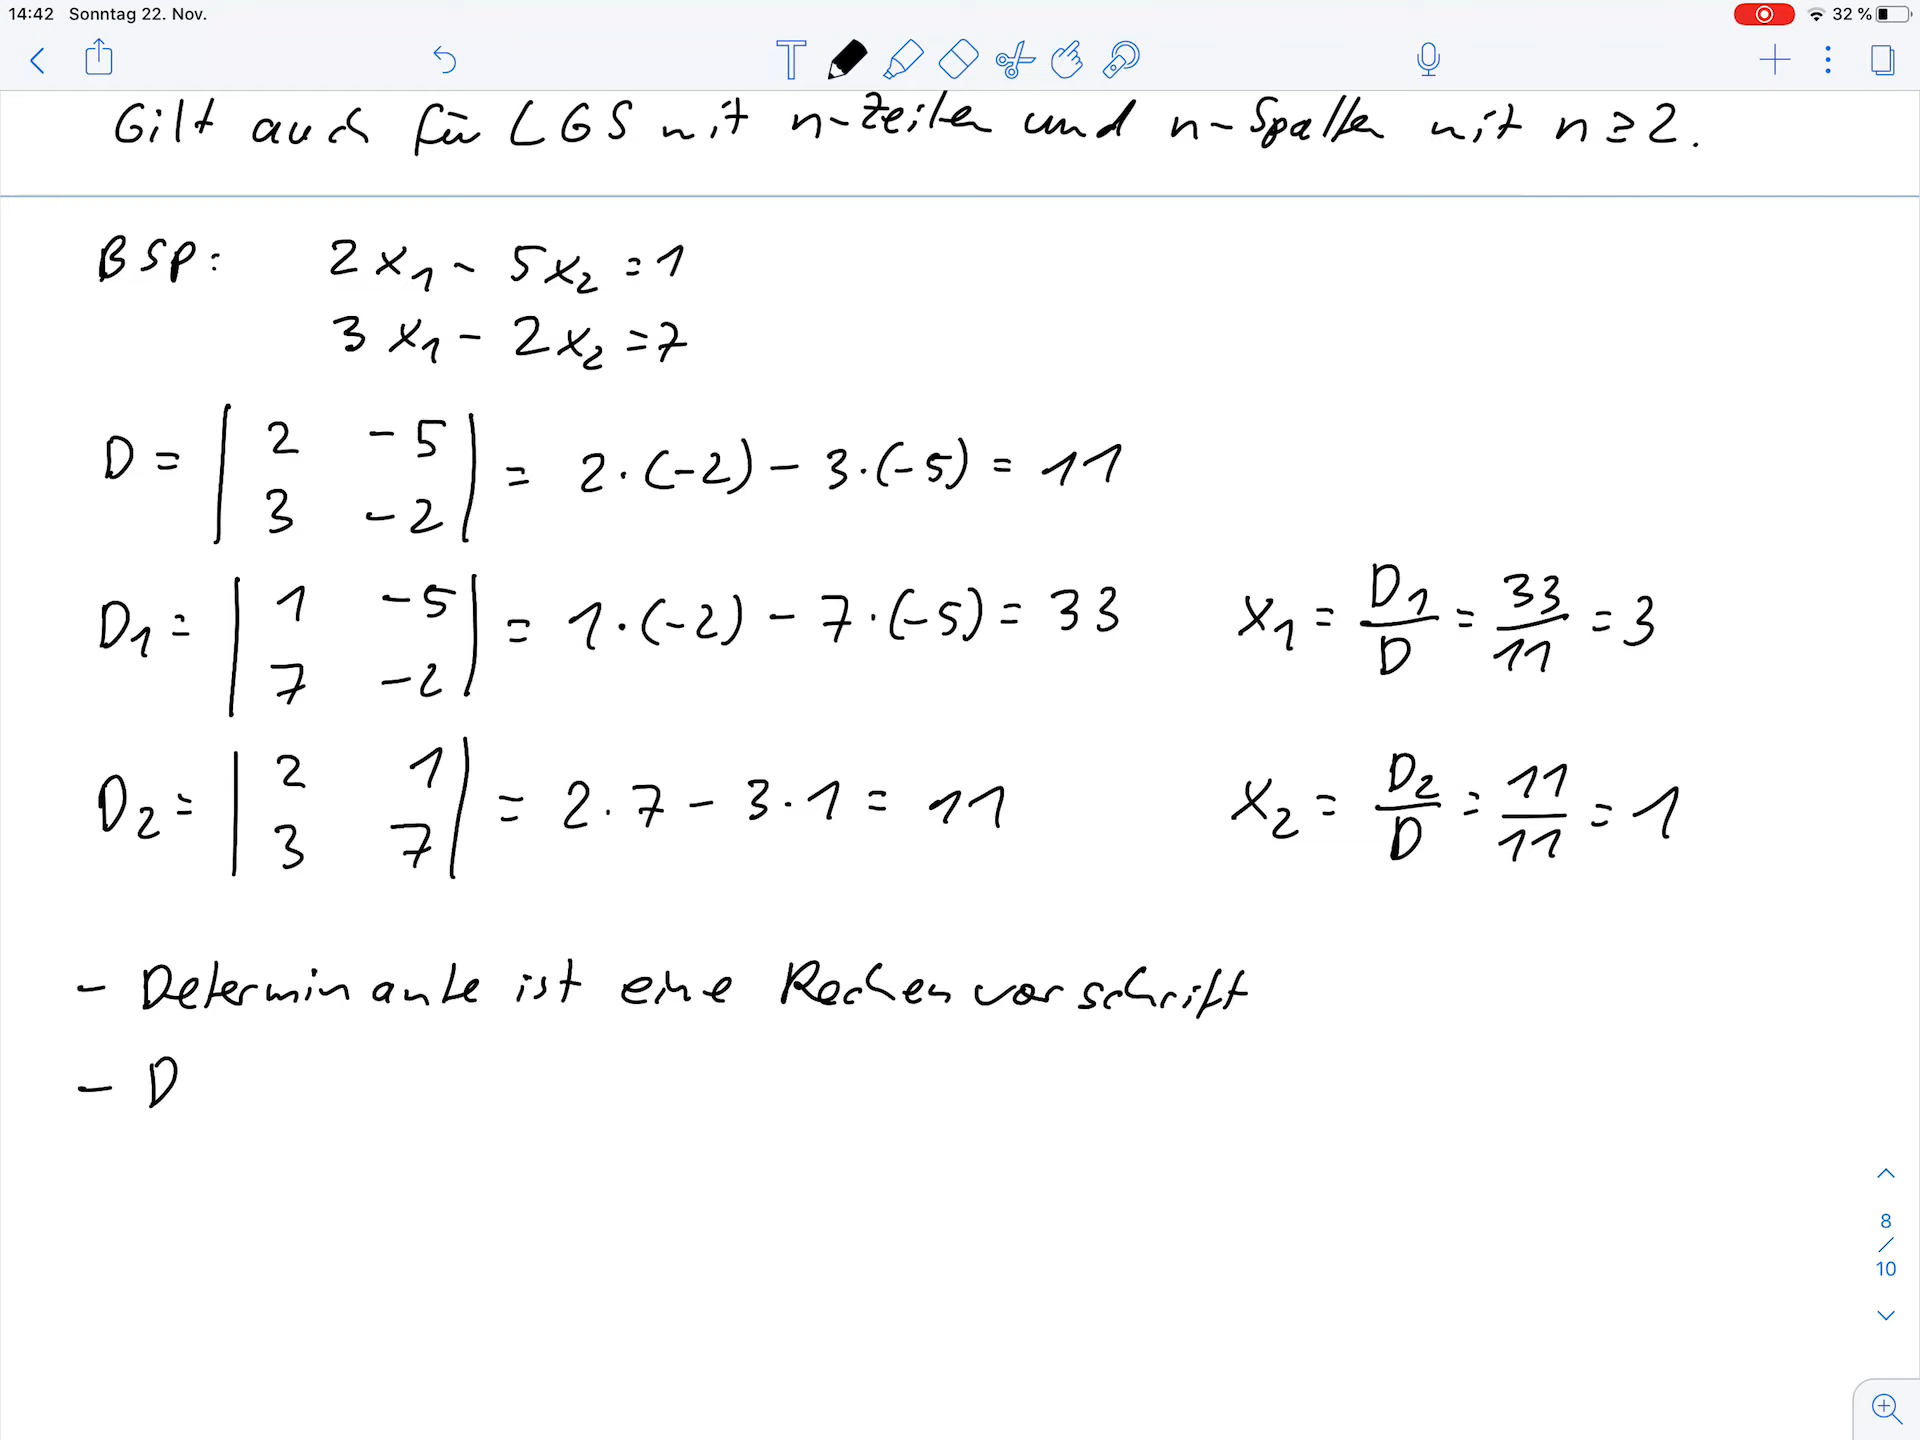 14:42 Sonntag 22. Nov. 32 %
T
Gilt auch für LGS mit n-Zeilen und n-Spalten mit n ≥ 2.
BSP: 2x₁ - 5x₂ = 1
3x₁ - 2x₂ = 7
D = | 2 -5 | = 2·(-2) - 3·(-5) = 11
| 3 -2 |
D₁ = | 1 -5 | = 1·(-2) - 7·(-5) = 33 x₁ = D₁/D = 33/11 = 3
| 7 -2 |
D₂ = | 2 1 | = 2·7 - 3·1 = 11 x₂ = D₂/D = 11/11 = 1
| 3 7 |
- Determinante ist eine Rechenvorschrift
- D
8
/
10